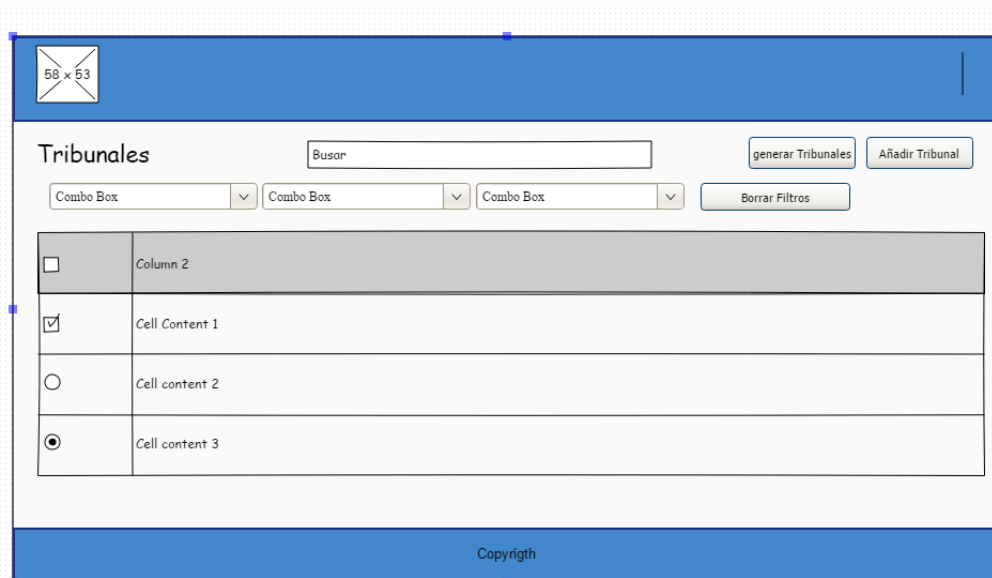 58 x 53
Tribunales
Busar
generar Tribunales
Añadir Tribunal
Combo Box
Combo Box
Combo Box
Borrar Filtros
Column 2
Cell Content 1
Cell content 2
Cell content 3
Copyrigth